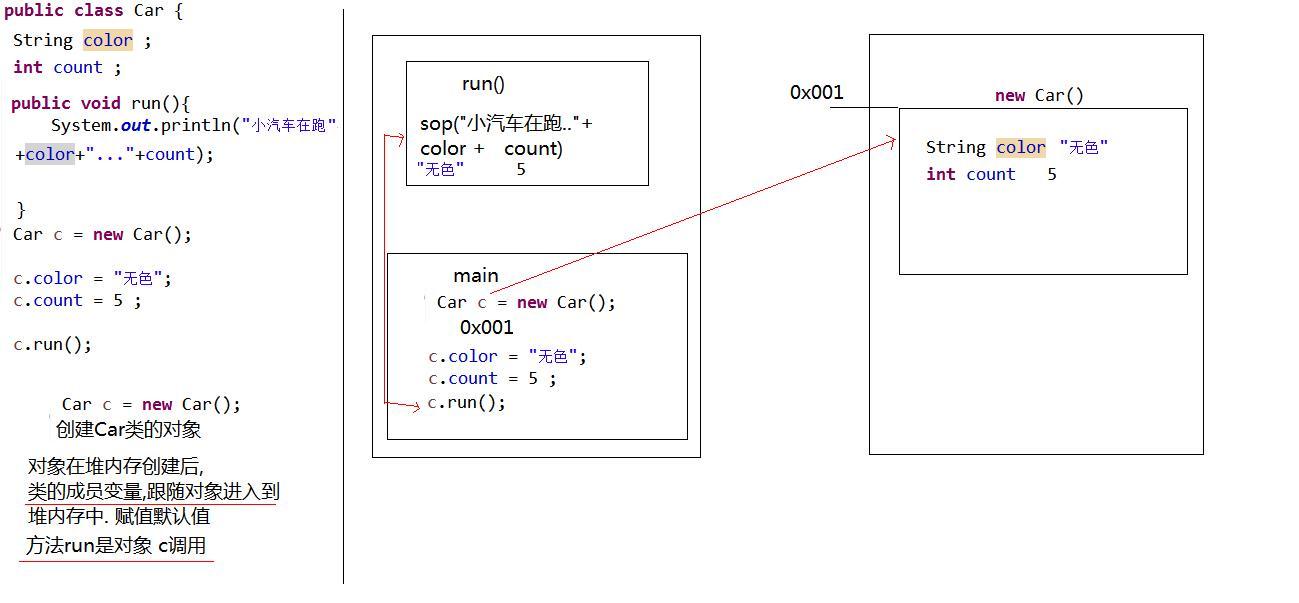 public class Car {
String color ;
int count ;
public void run(){
System.out.println("小汽车在跑"
+color+"..."+count);
}
Car c = new Car();
c.color = "无色";
c.count = 5 ;
c.run();
Car c = new Car();
创建Car类的对象
对象在堆内存创建后,
类的成员变量,跟随对象进入到
堆内存中. 赋值默认值
方法run是对象 c调用
run()
sop("小汽车在跑.."+
color + count)
"无色" 5
main
Car c = new Car();
0x001
c.color = "无色";
c.count = 5 ;
c.run();
0x001
new Car()
String color "无色"
int count 5